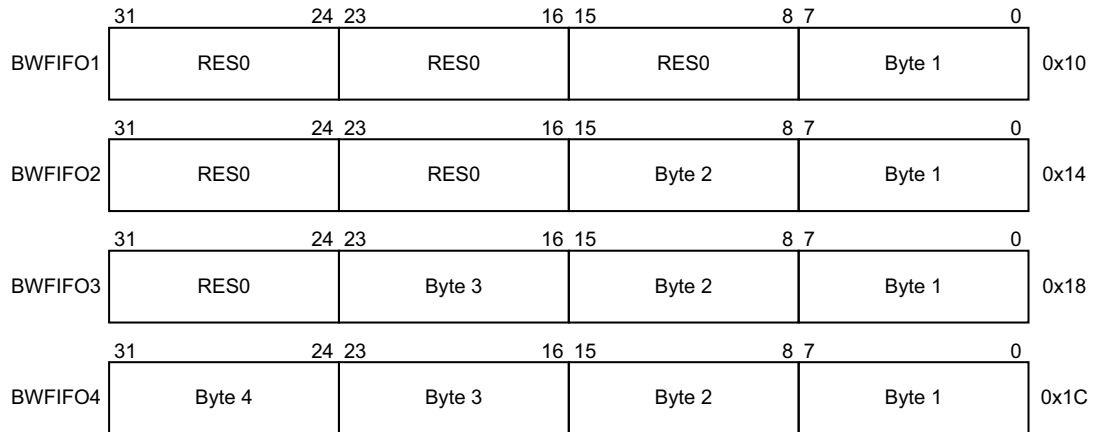 31 24 23 16 15 8 7 0
BWFIFO1 RES0 RES0 RES0 Byte 1 0x10
31 24 23 16 15 8 7 0
BWFIFO2 RES0 RES0 Byte 2 Byte 1 0x14
31 24 23 16 15 8 7 0
BWFIFO3 RES0 Byte 3 Byte 2 Byte 1 0x18
31 24 23 16 15 8 7 0
BWFIFO4 Byte 4 Byte 3 Byte 2 Byte 1 0x1C